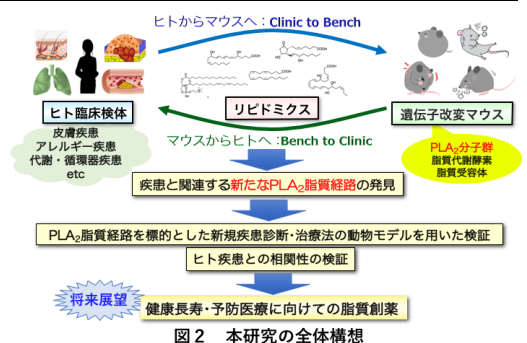 ヒトからマウスへ：Clinic to Bench
COOH
COOH
COOH
COOH
ヒト臨床検体
リピドミクス
遺伝子改変マウス
皮膚疾患
アレルギー疾患
代謝・循環器疾患
etc
マウスからヒトへ：Bench to Clinic
PLA₂分子群
脂質代謝酵素
脂質受容体
疾患と関連する新たなPLA₂脂質経路の発見
PLA₂脂質経路を標的とした新規疾患診断・治療法の動物モデルを用いた検証
ヒト疾患との相関性の検証
将来展望
健康長寿・予防医療に向けての脂質創薬
図２　本研究の全体構想